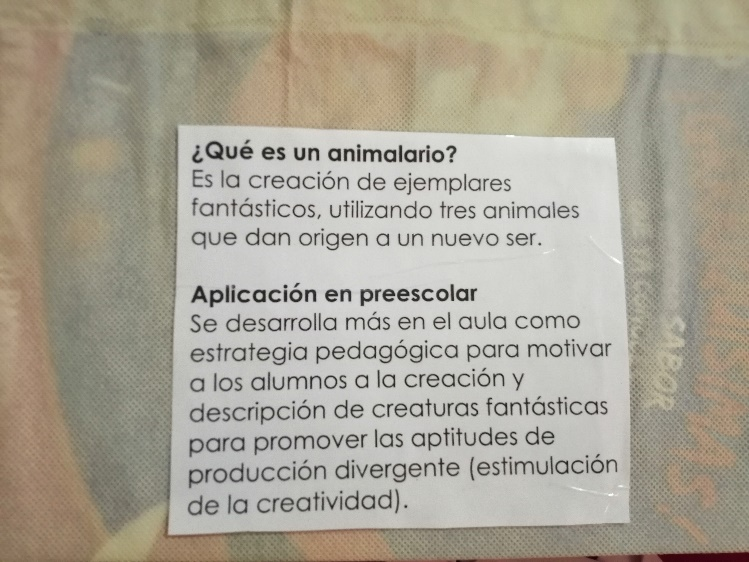 ¿Qué es un animalario?
Es la creación de ejemplares
fantásticos, utilizando tres animales
que dan origen a un nuevo ser.
Aplicación en preescolar
Se desarrolla más en el aula como
estrategia pedagógica para motivar
a los alumnos a la creación y
descripción de creaturas fantásticas
para promover las aptitudes de
producción divergente (estimulación
de la creatividad).
SABOR